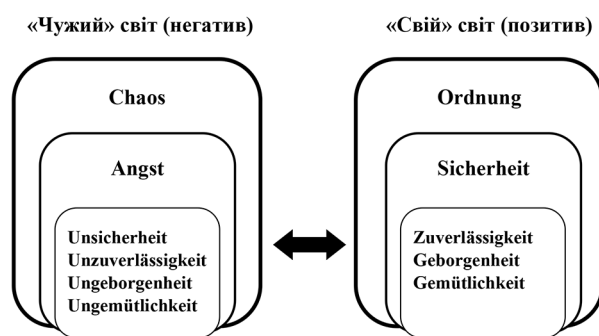 «Чужий» світ (негатив)
Chaos
Angst
Unsicherheit
Unzuverlässigkeit
Ungeborgenheit
Ungemütlichkeit
«Свій» світ (позитив)
Ordnung
Sicherheit
Zuverlässigkeit
Geborgenheit
Gemütlichkeit